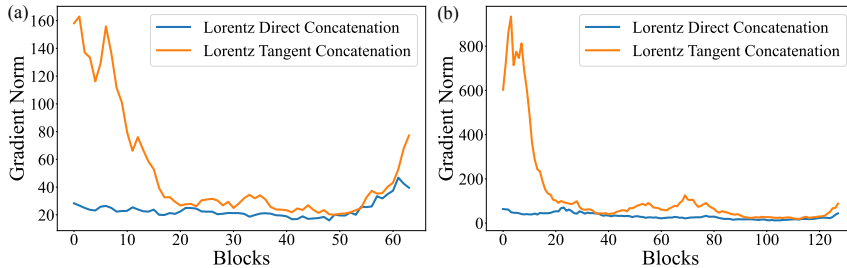 (a)
Lorentz Direct Concatenation
Lorentz Tangent Concatenation
Gradient Norm
160
140
120
100
80
60
40
20
0 10 20 30 40 50 60
Blocks
(b)
Lorentz Direct Concatenation
Lorentz Tangent Concatenation
Gradient Norm
800
600
400
200
0
0 20 40 60 80 100 120
Blocks